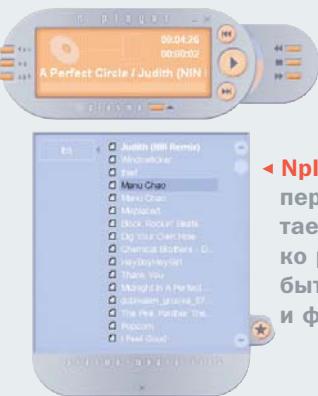 n player
00:04:26
00:00:02
A Perfect Circle / Judith (NIN
Judith (NIN Remix)
Windowlicker
thief
Manu Chao
Manu Chao
Misplaced
Block Rockin' Beats
Dig Your Own Hole
Chemical Brothers - D...
HeyBoyHeyGirl
Thank You
Midnight In A Perfect ...
The Pink Panther The...
Popcorn
I Feel Good
◄ Npl
пер
тае
ко р
быт
и ф